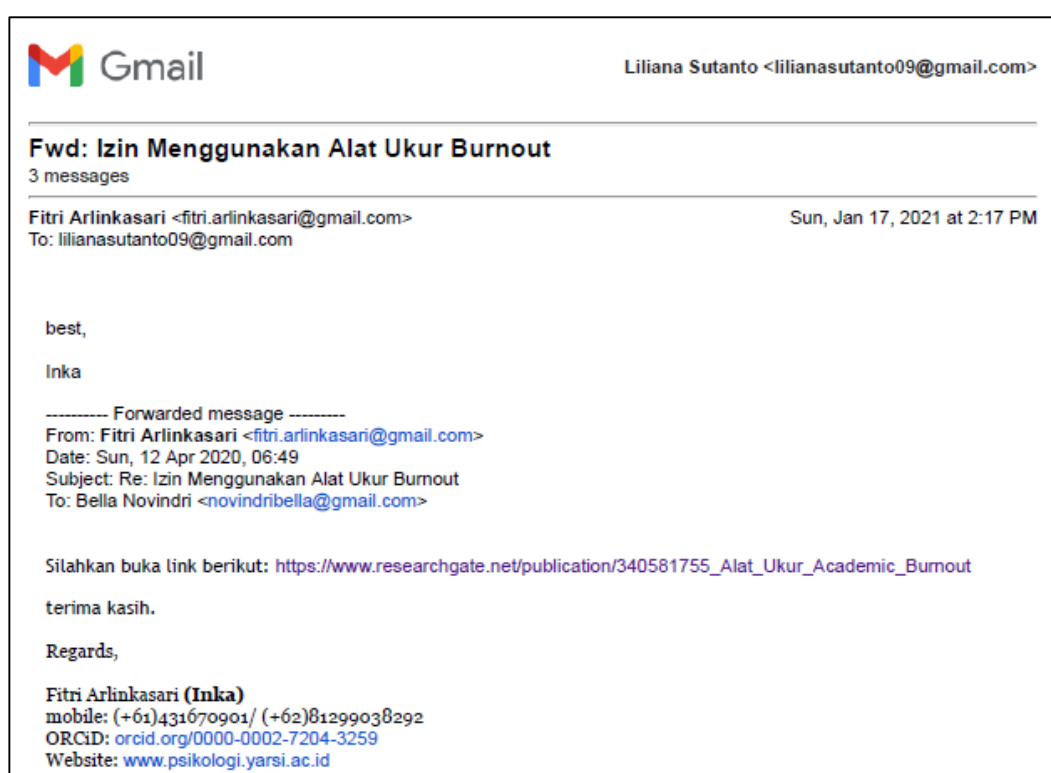 Gmail
Liliana Sutanto <lilianasutanto09@gmail.com>
Fwd: Izin Menggunakan Alat Ukur Burnout
3 messages
Fitri Arlinkasari <fitri.arlinkasari@gmail.com>
Sun, Jan 17, 2021 at 2:17 PM
To: lilianasutanto09@gmail.com
best,
Inka
---------- Forwarded message ---------
From: Fitri Arlinkasari <fitri.arlinkasari@gmail.com>
Date: Sun, 12 Apr 2020, 06:49
Subject: Re: Izin Menggunakan Alat Ukur Burnout
To: Bella Novindri <novindribella@gmail.com>
Silahkan buka link berikut: https://www.researchgate.net/publication/340581755_Alat_Ukur_Academic_Burnout
terima kasih.
Regards,
Fitri Arlinkasari (Inka)
mobile: (+61)431670901/ (+62)81299038292
ORCiD: orcid.org/0000-0002-7204-3259
Website: www.psikologi.yarsi.ac.id